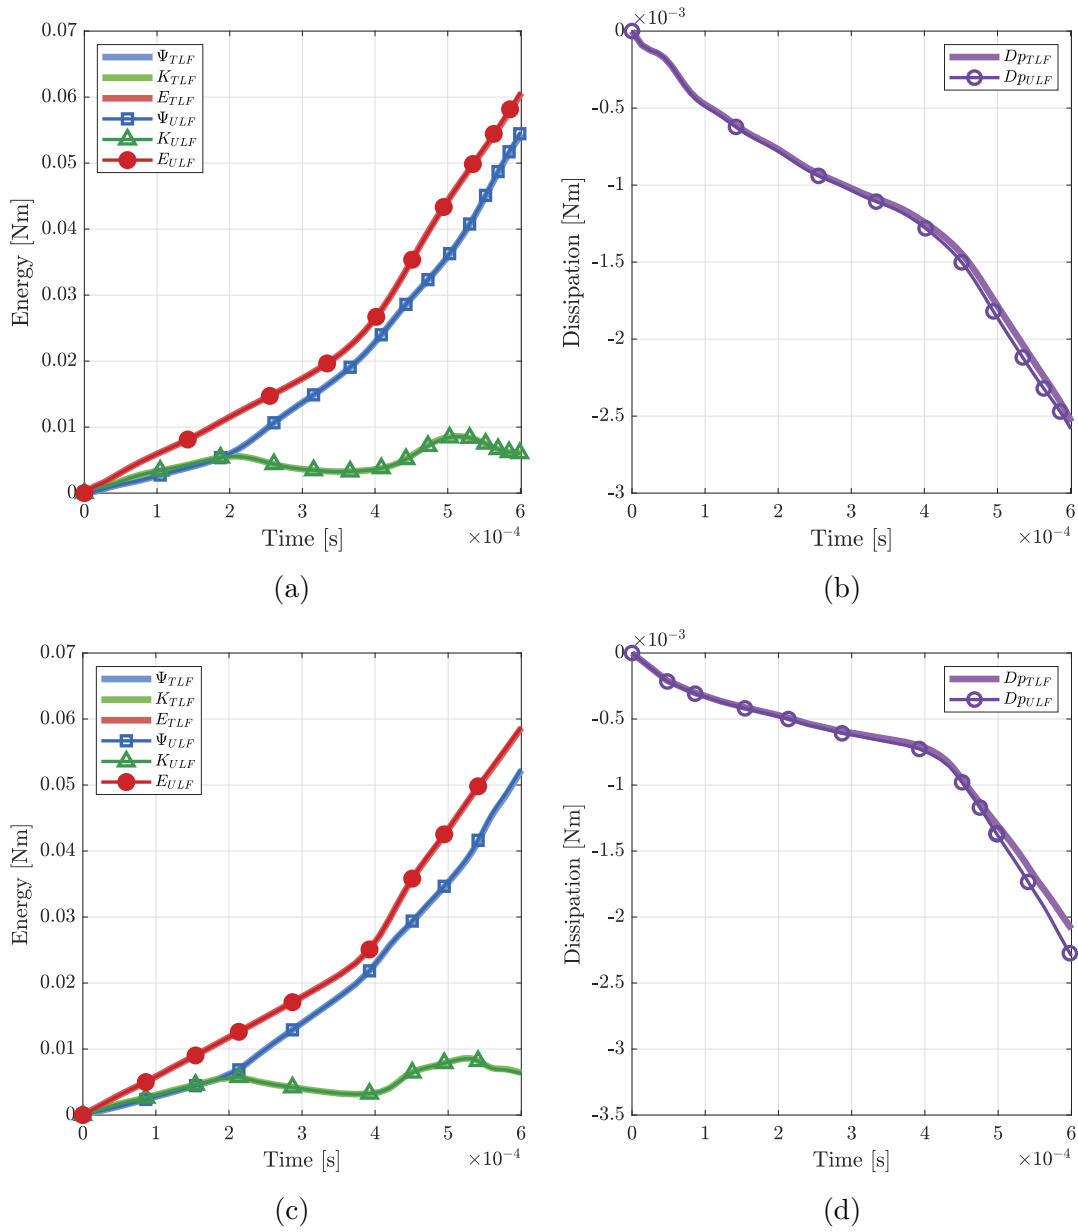 0.07
0.06
0.05
0.04
0.03
0.02
0.01
0
Energy [Nm]
Ψ_TLF
K_TLF
E_TLF
Ψ_ULF
K_ULF
E_ULF
0 1 2 3 4 5 6
Time [s] ×10⁻⁴
(a)
×10⁻³
0
-0.5
-1
-1.5
-2
-2.5
-3
Dissipation [Nm]
Dp_TLF
Dp_ULF
0 1 2 3 4 5 6
Time [s] ×10⁻⁴
(b)
0.07
0.06
0.05
0.04
0.03
0.02
0.01
0
Energy [Nm]
Ψ_TLF
K_TLF
E_TLF
Ψ_ULF
K_ULF
E_ULF
0 1 2 3 4 5 6
Time [s] ×10⁻⁴
(c)
×10⁻³
0
-0.5
-1
-1.5
-2
-2.5
-3
-3.5
Dissipation [Nm]
Dp_TLF
Dp_ULF
0 1 2 3 4 5 6
Time [s] ×10⁻⁴
(d)